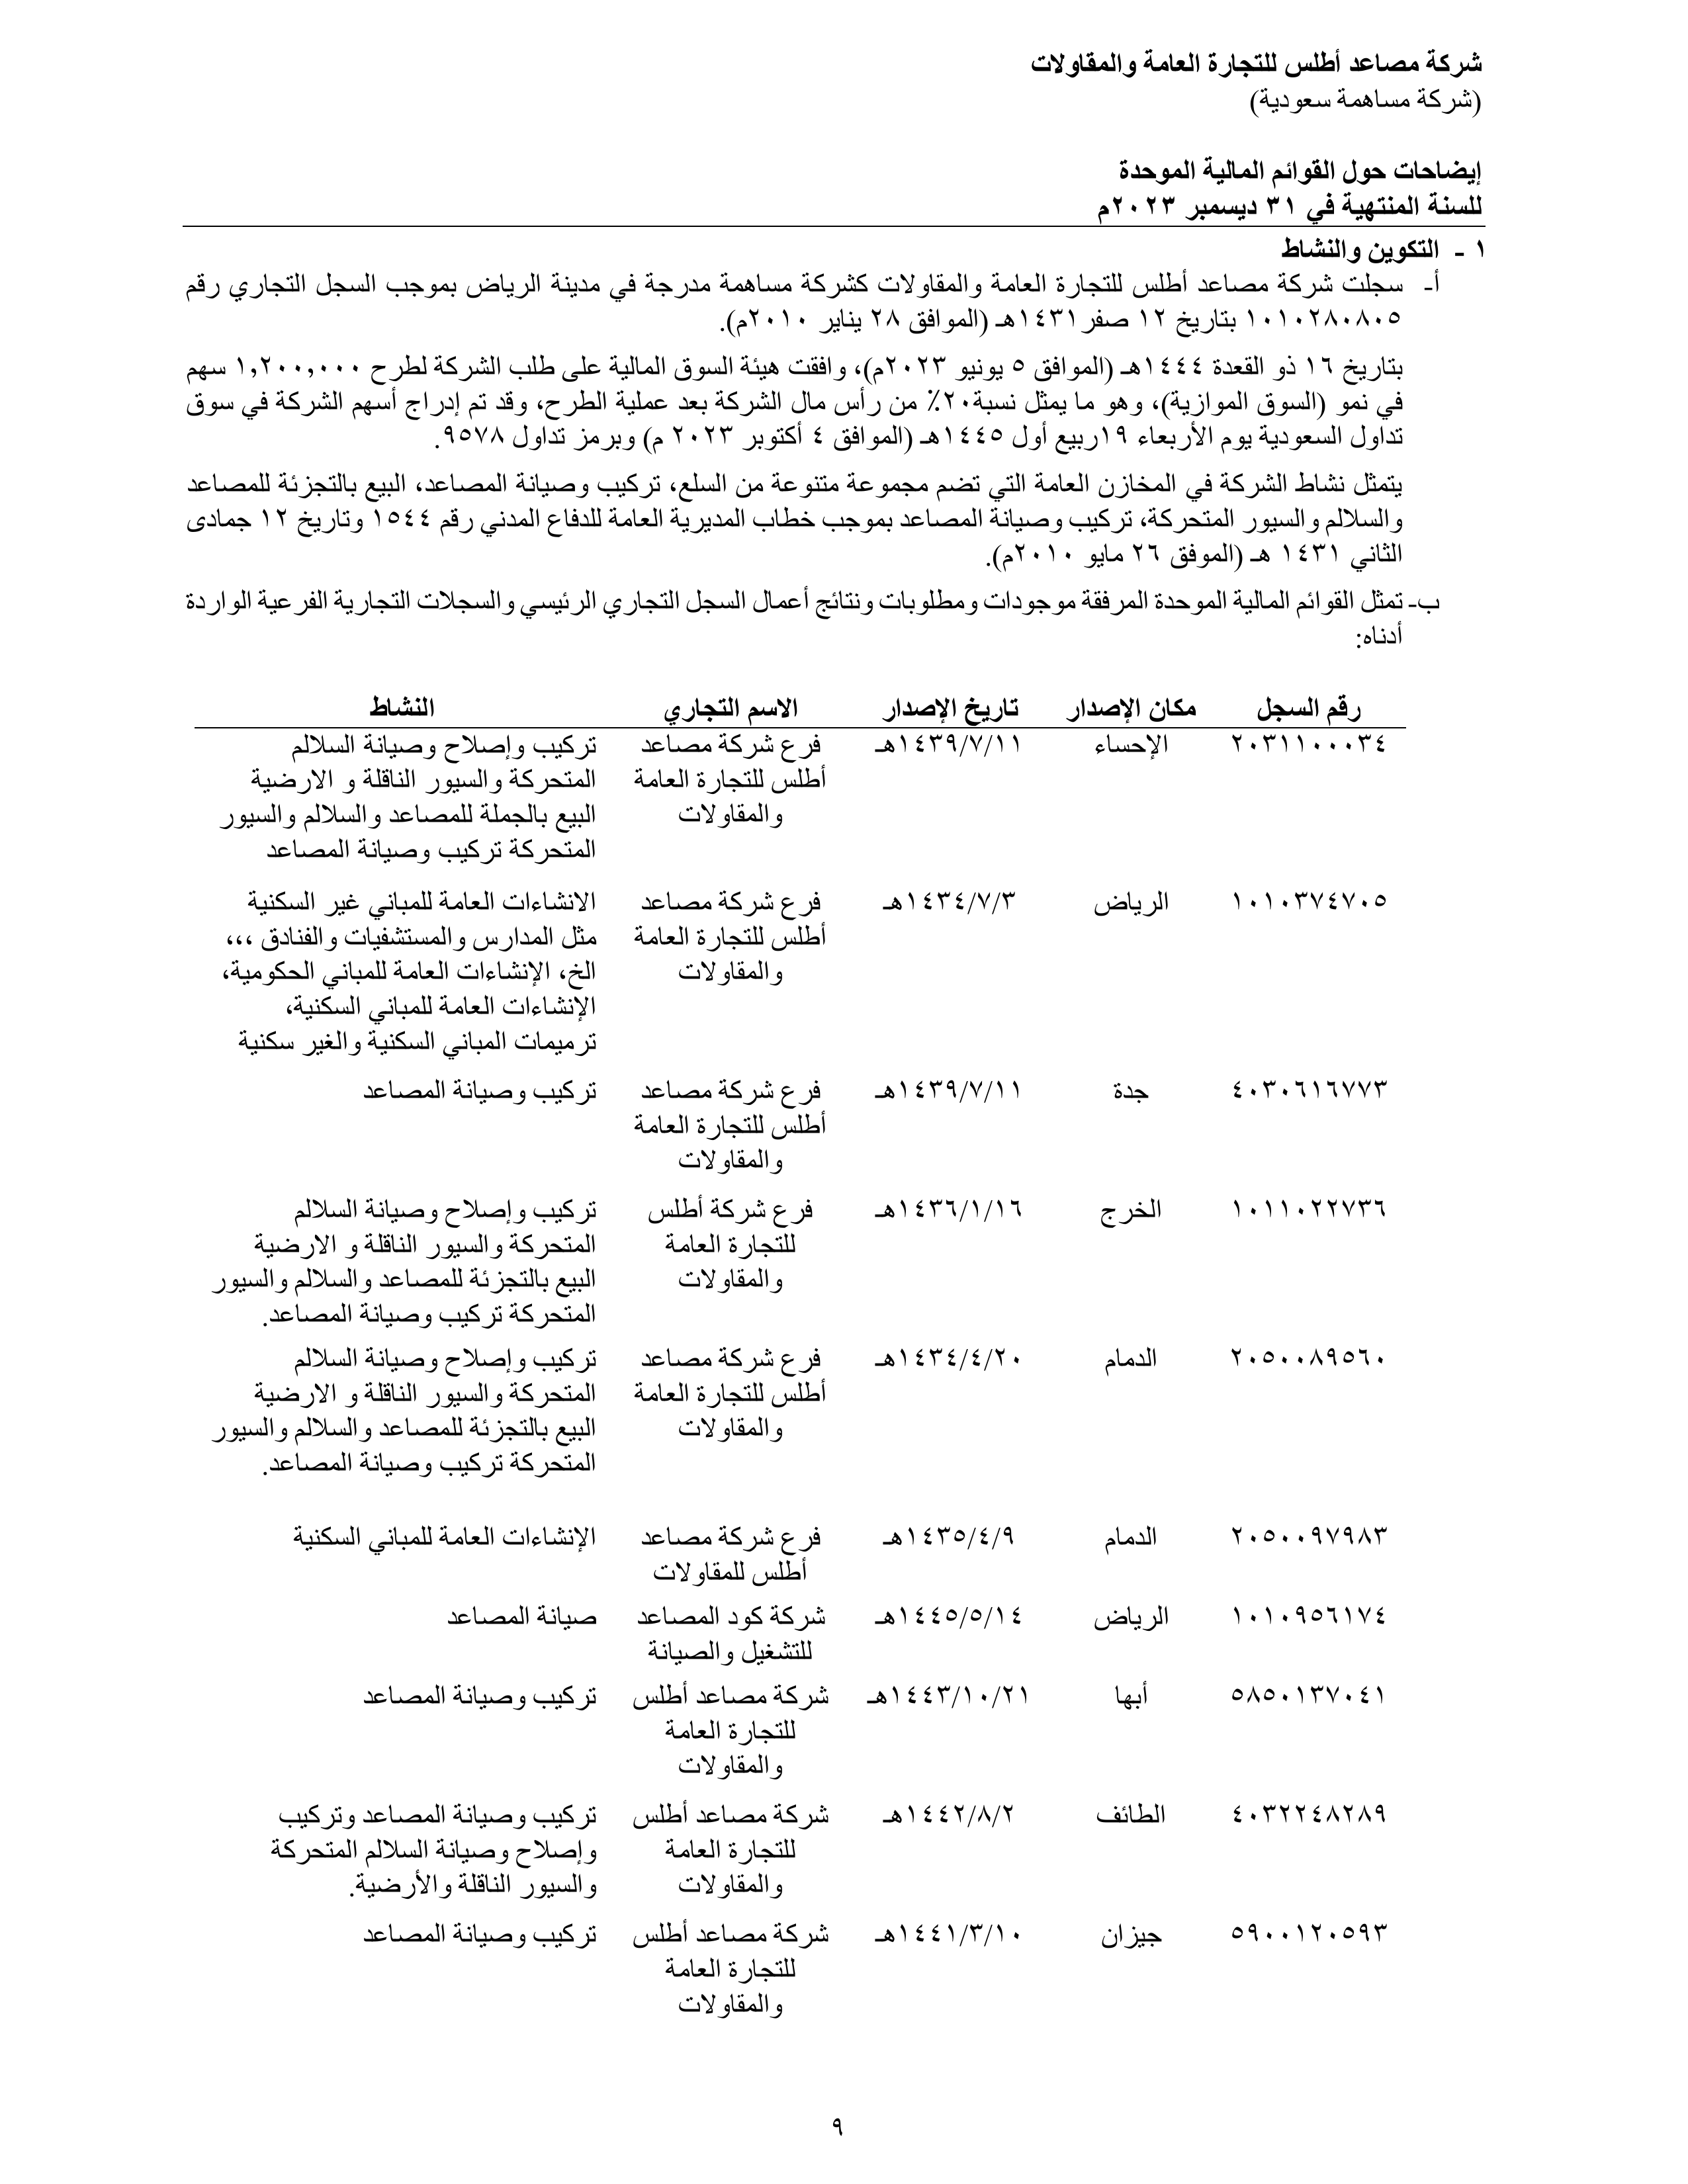 شركة مصاعد أطلس للتجارة العامة والمقاولات
(شركة مساهمة سعودية)
إيضاحات حول القوائم المالية الموحدة
للسنة المنتهية في ٣١ ديسمبر ٢٠٢٣م
١ - التكوين والنشاط
أ- سجلت شركة مصاعد أطلس للتجارة العامة والمقاولات كشركة مساهمة مدرجة في مدينة الرياض بموجب السجل التجاري رقم
١٠١٠٢٨٠٨٠٥ بتاريخ ١٢ صفر١٤٣١هـ (الموافق ٢٨ يناير ٢٠١٠م).
بتاريخ ١٦ ذو القعدة ١٤٤٤هـ (الموافق ٥ يونيو ٢٠٢٣م)، وافقت هيئة السوق المالية على طلب الشركة لطرح ١,٢٠٠,٠٠٠ سهم
في نمو (السوق الموازية)، وهو ما يمثل نسبة٢٠٪ من رأس مال الشركة بعد عملية الطرح، وقد تم إدراج أسهم الشركة في سوق
تداول السعودية يوم الأربعاء ١٩ربيع أول ١٤٤٥هـ (الموافق ٤ أكتوبر ٢٠٢٣ م) وبرمز تداول ٩٥٧٨.
يتمثل نشاط الشركة في المخازن العامة التي تضم مجموعة متنوعة من السلع، تركيب وصيانة المصاعد، البيع بالتجزئة للمصاعد
والسلالم والسيور المتحركة، تركيب وصيانة المصاعد بموجب خطاب المديرية العامة للدفاع المدني رقم ١٥٤٤ وتاريخ ١٢ جمادى
الثاني ١٤٣١ هـ (الموفق ٢٦ مايو ٢٠١٠م).
ب- تمثل القوائم المالية الموحدة المرفقة موجودات ومطلوبات ونتائج أعمال السجل التجاري الرئيسي والسجلات التجارية الفرعية الواردة
أدناه:
رقم السجل مكان الإصدار تاريخ الإصدار الاسم التجاري النشاط
٢٠٣١١٠٠٠٣٤ الإحساء ١٤٣٩/٧/١١هـ فرع شركة مصاعد تركيب وإصلاح وصيانة السلالم
أطلس للتجارة العامة المتحركة والسيور الناقلة و الارضية
والمقاولات البيع بالجملة للمصاعد والسلالم والسيور
المتحركة تركيب وصيانة المصاعد
١٠١٠٣٧٤٧٠٥ الرياض ١٤٣٤/٧/٣هـ فرع شركة مصاعد الانشاءات العامة للمباني غير السكنية
أطلس للتجارة العامة مثل المدارس والمستشفيات والفنادق ،،،
والمقاولات الخ، الإنشاءات العامة للمباني الحكومية،
الإنشاءات العامة للمباني السكنية،
ترميمات المباني السكنية والغير سكنية
٤٠٣٠٦١٦٧٧٣ جدة ١٤٣٩/٧/١١هـ فرع شركة مصاعد تركيب وصيانة المصاعد
أطلس للتجارة العامة
والمقاولات
١٠١١٠٢٢٧٣٦ الخرج ١٤٣٦/١/١٦هـ فرع شركة أطلس تركيب وإصلاح وصيانة السلالم
للتجارة العامة المتحركة والسيور الناقلة و الارضية
والمقاولات البيع بالتجزئة للمصاعد والسلالم والسيور
المتحركة تركيب وصيانة المصاعد.
٢٠٥٠٠٨٩٥٦٠ الدمام ١٤٣٤/٤/٢٠هـ فرع شركة مصاعد تركيب وإصلاح وصيانة السلالم
أطلس للتجارة العامة المتحركة والسيور الناقلة و الارضية
والمقاولات البيع بالتجزئة للمصاعد والسلالم والسيور
المتحركة تركيب وصيانة المصاعد.
٢٠٥٠٠٩٧٩٨٣ الدمام ١٤٣٥/٤/٩هـ فرع شركة مصاعد الإنشاءات العامة للمباني السكنية
أطلس للمقاولات
١٠١٠٩٥٦١٧٤ الرياض ١٤٤٥/٥/١٤هـ شركة كود المصاعد صيانة المصاعد
للتشغيل والصيانة
٥٨٥٠١٣٧٠٤١ أبها ١٤٤٣/١٠/٢١هـ شركة مصاعد أطلس تركيب وصيانة المصاعد
للتجارة العامة
والمقاولات
٤٠٣٢٢٤٨٢٨٩ الطائف ١٤٤٢/٨/٢هـ شركة مصاعد أطلس تركيب وصيانة المصاعد وتركيب
للتجارة العامة وإصلاح وصيانة السلالم المتحركة
والمقاولات والسيور الناقلة والأرضية.
٥٩٠٠١٢٠٥٩٣ جيزان ١٤٤١/٣/١٠هـ شركة مصاعد أطلس تركيب وصيانة المصاعد
للتجارة العامة
والمقاولات
٩